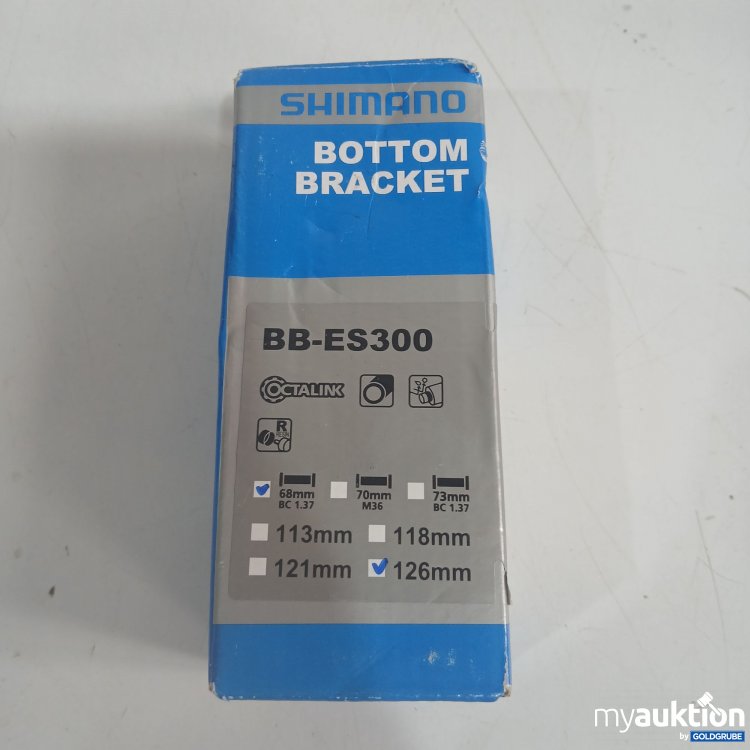 SHIMANO
BOTTOM
BRACKET
BB-ES300
OCTALINK
R
68mm 70mm 73mm
BC 1.37 M36 BC 1.37
113mm 118mm
121mm 126mm
myauktion
by GOLDGRUBE